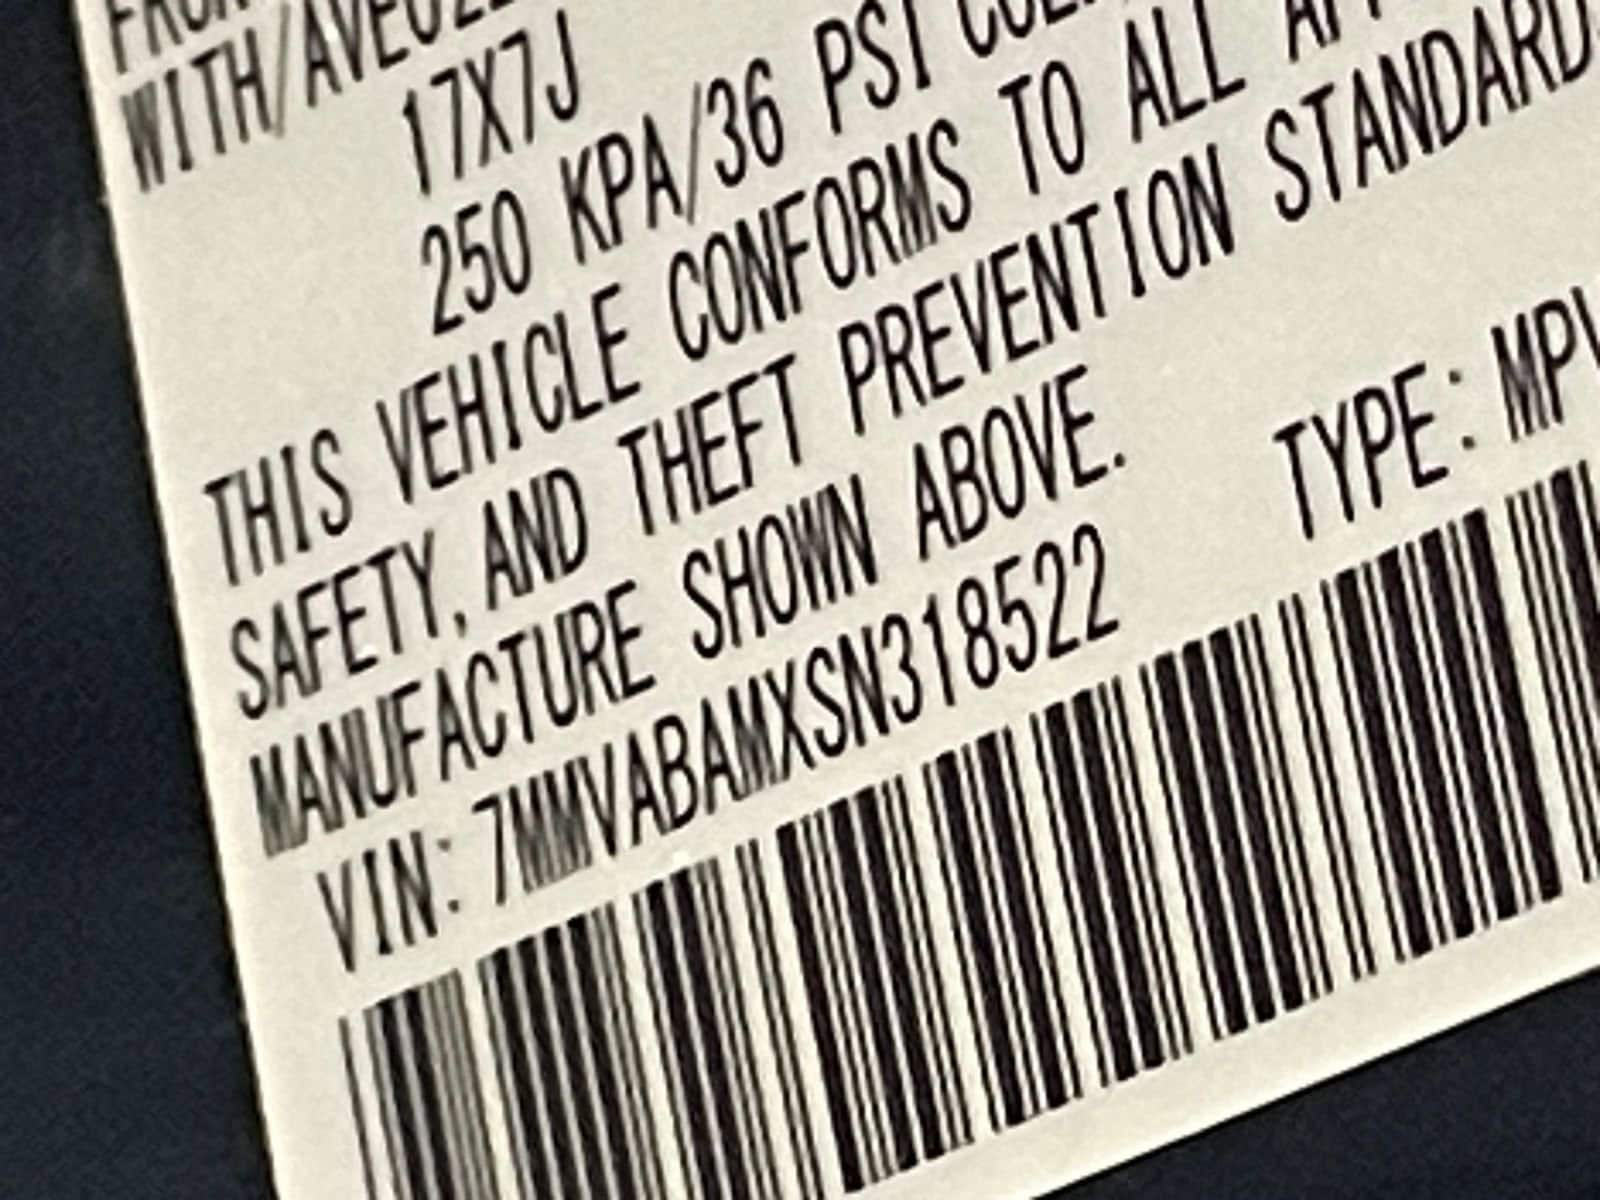 WITH/
17X7J
250 KPA/36 PSI
THIS VEHICLE CONFORMS TO ALL
SAFETY, AND THEFT PREVENTION STANDARD
MANUFACTURE SHOWN ABOVE.
VIN: 7MMVABAMXSN318522 TYPE: MPV